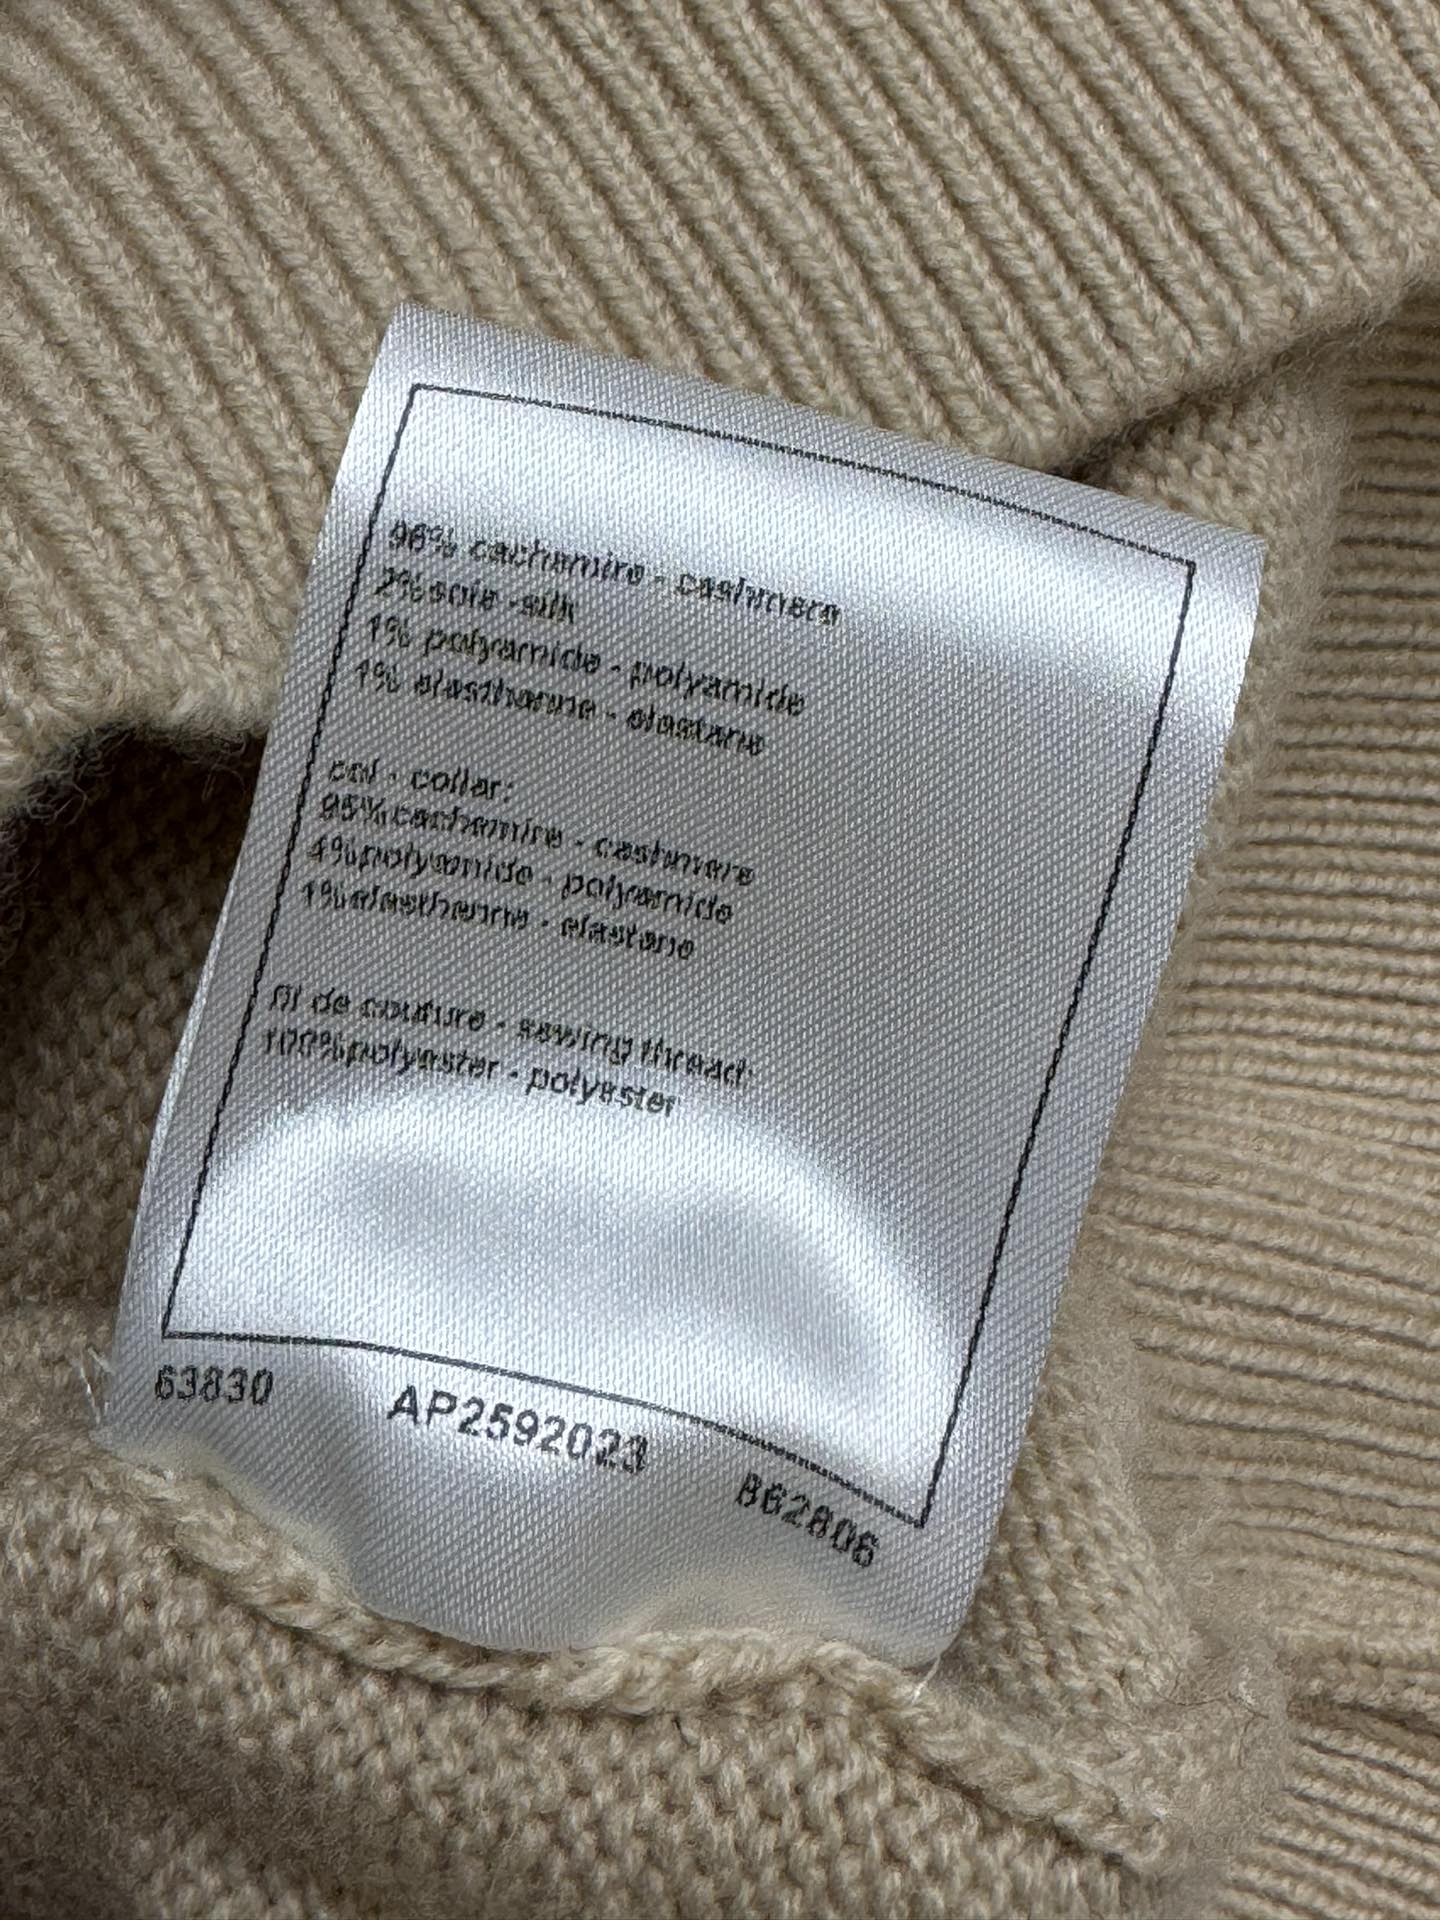 96% cachemire - cashmere
2%soie -silk
1% polyamide - polyamide
1% elasthanne - elastane
col - collar:
95%cachemire - cashmere
4%polyamide - polyamide
1%elasthanne - elastane
fil de couture - sewing thread:
100%polyester - polyester
63830 AP2592023 862806